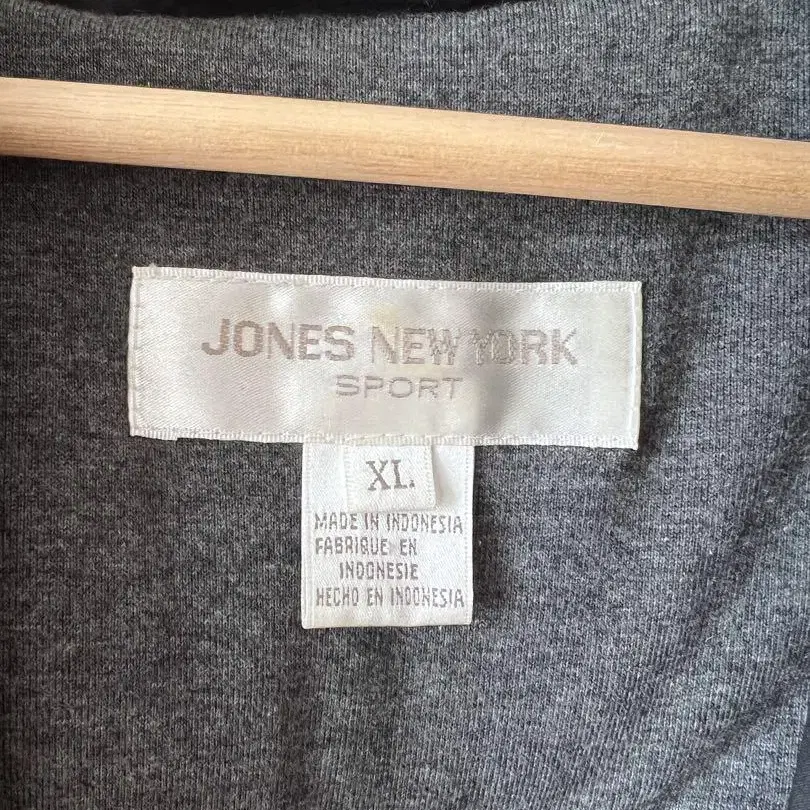 JONES NEW YORK
SPORT
XL
MADE IN INDONESIA
FABRIQUE EN
INDONESIE
HECHO EN INDONESIA